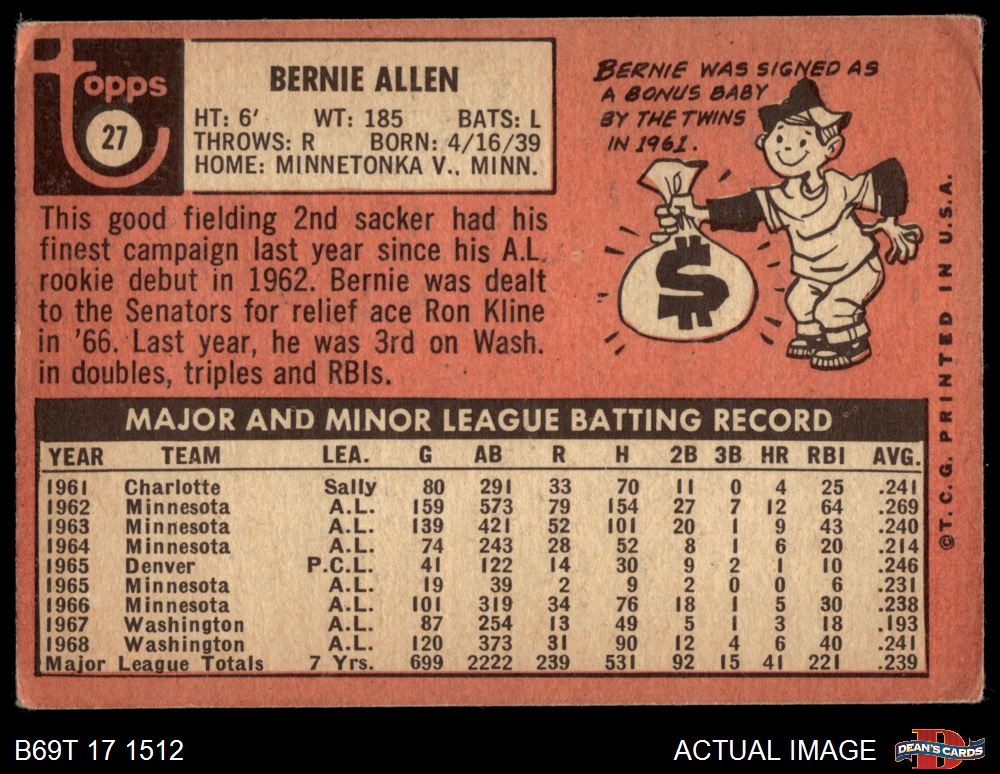 topps
27
BERNIE ALLEN
HT: 6' WT: 185 BATS: L
THROWS: R BORN: 4/16/39
HOME: MINNETONKA V., MINN.
BERNIE WAS SIGNED AS
A BONUS BABY
BY THE TWINS
IN 1961.
$
This good fielding 2nd sacker had his
finest campaign last year since his A.L.
rookie debut in 1962. Bernie was dealt
to the Senators for relief ace Ron Kline
in '66. Last year, he was 3rd on Wash.
in doubles, triples and RBIs.
MAJOR AND MINOR LEAGUE BATTING RECORD
YEAR TEAM LEA. G AB R H 2B 3B HR RBI AVG.
1961 Charlotte Sally 80 291 33 70 11 0 4 25 .241
1962 Minnesota A.L. 159 573 79 154 27 7 12 64 .269
1963 Minnesota A.L. 139 421 52 101 20 1 9 43 .240
1964 Minnesota A.L. 74 243 28 52 8 1 6 20 .214
1965 Denver P.C.L. 41 122 14 30 9 2 1 10 .246
1965 Minnesota A.L. 19 39 2 9 2 0 0 6 .231
1966 Minnesota A.L. 101 319 34 76 18 1 5 30 .238
1967 Washington A.L. 87 254 13 49 5 1 3 18 .193
1968 Washington A.L. 120 373 31 90 12 4 6 40 .241
Major League Totals 7 Yrs. 699 2222 239 531 92 15 41 221 .239
©T. C. G. PRINTED IN U.S.A.
B69T 17 1512
ACTUAL IMAGE
D
DEAN'S CARDS